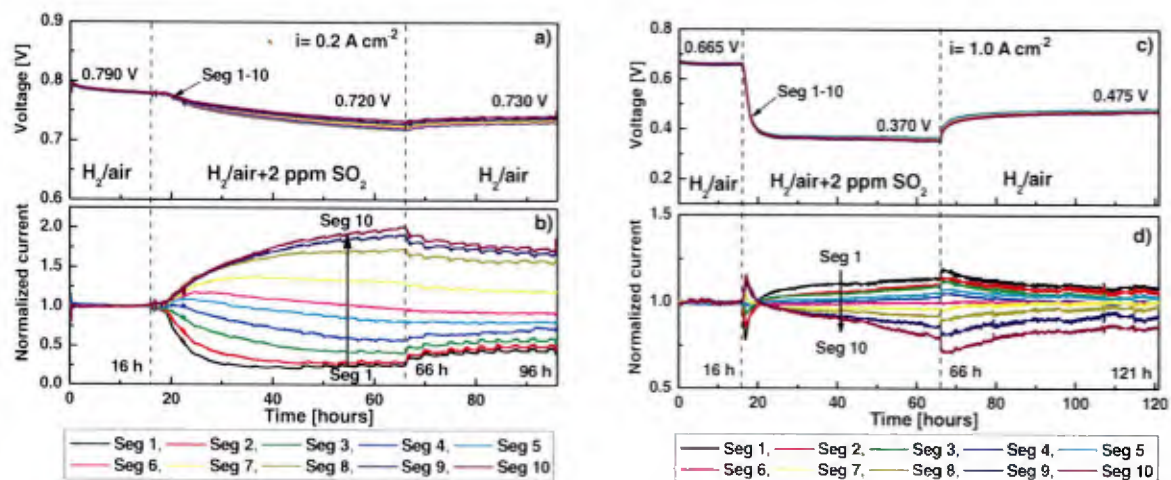 0.9
0.8
0.7
0.6
Voltage [V]
i= 0.2 A cm-2
a)
0.790 V
Seg 1-10
0.720 V
0.730 V
H2/air
H2/air+2 ppm SO2
H2/air
2.0
1.5
1.0
0.5
0.0
Normalized current
b)
Seg 10
Seg 1
16 h
66 h
96 h
0 20 40 60 80
Time [hours]
Seg 1, Seg 2, Seg 3, Seg 4, Seg 5
Seg 6, Seg 7, Seg 8, Seg 9, Seg 10
0.8
0.6
0.4
0.2
Voltage [V]
i= 1.0 A cm-2
c)
0.665 V
Seg 1-10
0.370 V
0.475 V
H2/air
H2/air+2 ppm SO2
H2/air
1.5
1.0
0.5
Normalized current
d)
Seg 1
Seg 10
16 h
66 h
121 h
0 20 40 60 80 100 120
Time [hours]
Seg 1, Seg 2, Seg 3, Seg 4, Seg 5
Seg 6, Seg 7, Seg 8, Seg 9, Seg 10